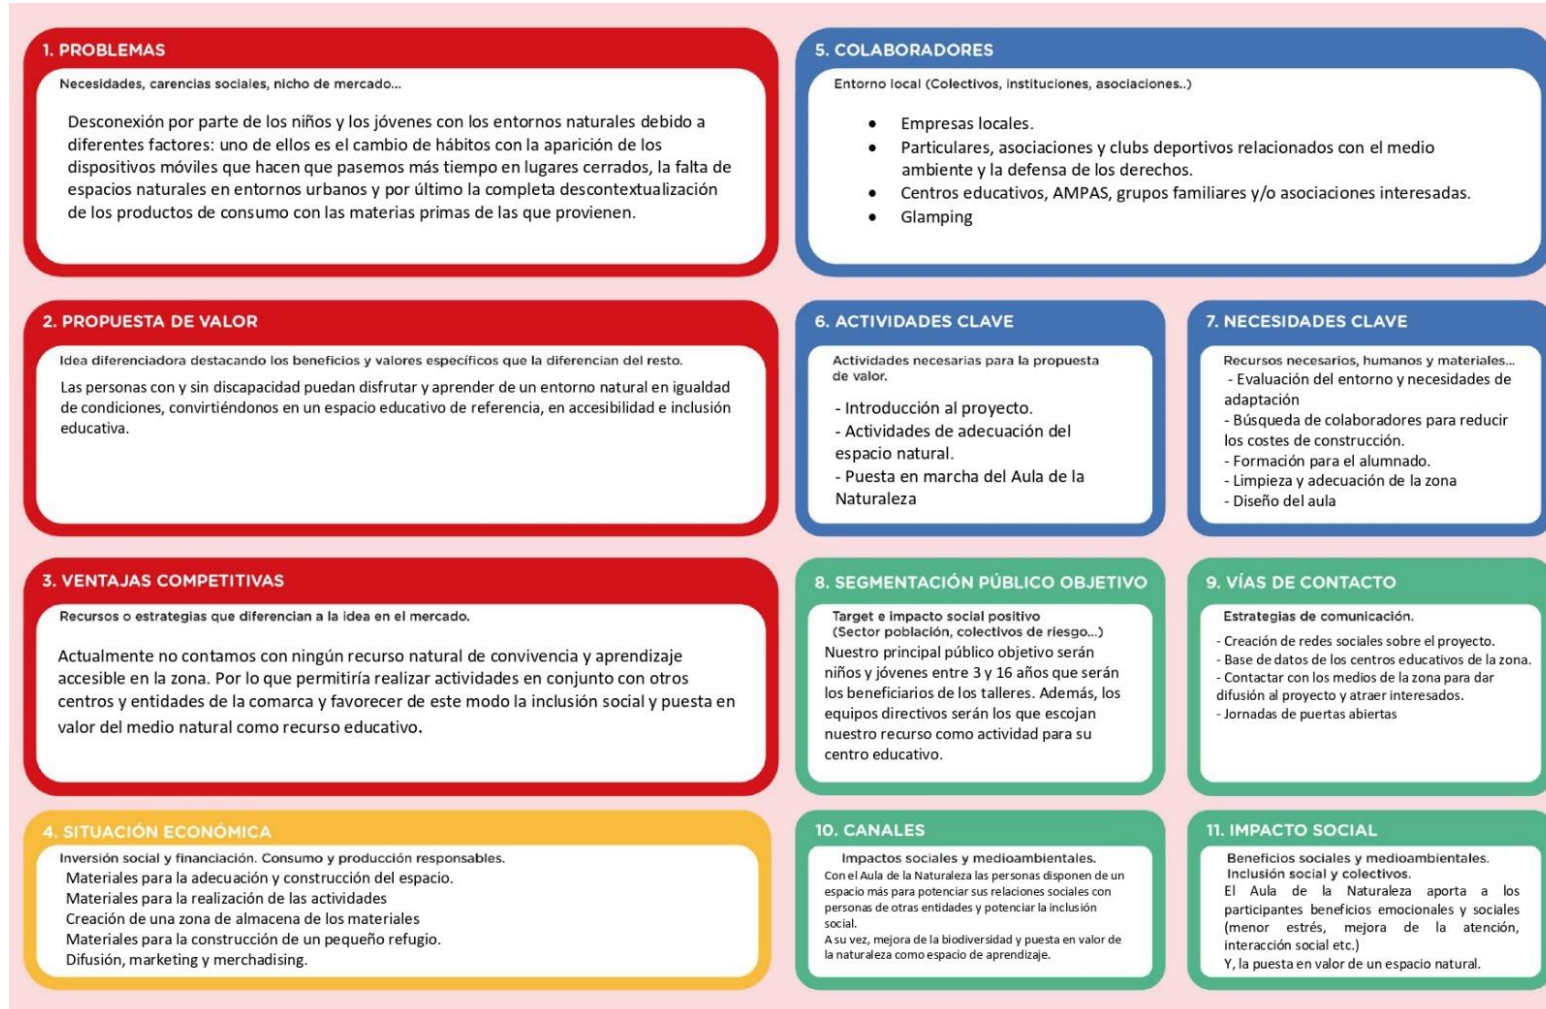 1. PROBLEMAS
Necesidades, carencias sociales, nicho de mercado...
Desconexión por parte de los niños y los jóvenes con los entornos naturales debido a
diferentes factores: uno de ellos es el cambio de hábitos con la aparición de los
dispositivos móviles que hacen que pasemos más tiempo en lugares cerrados, la falta de
espacios naturales en entornos urbanos y por último la completa descontextualización
de los productos de consumo con las materias primas de las que provienen.
2. PROPUESTA DE VALOR
Idea diferenciadora destacando los beneficios y valores específicos que la diferencian del resto.
Las personas con y sin discapacidad puedan disfrutar y aprender de un entorno natural en igualdad
de condiciones, convirtiéndonos en un espacio educativo de referencia, en accesibilidad e inclusión
educativa.
3. VENTAJAS COMPETITIVAS
Recursos o estrategias que diferencian a la idea en el mercado.
Actualmente no contamos con ningún recurso natural de convivencia y aprendizaje
accesible en la zona. Por lo que permitiría realizar actividades en conjunto con otros
centros y entidades de la comarca y favorecer de este modo la inclusión social y puesta en
valor del medio natural como recurso educativo.
4. SITUACIÓN ECONÓMICA
Inversión social y financiación. Consumo y producción responsables.
Materiales para la adecuación y construcción del espacio.
Materiales para la realización de las actividades
Creación de una zona de almacena de los materiales
Materiales para la construcción de un pequeño refugio.
Difusión, marketing y merchadising.
5. COLABORADORES
Entorno local (Colectivos, instituciones, asociaciones..)
• Empresas locales.
• Particulares, asociaciones y clubs deportivos relacionados con el medio
ambiente y la defensa de los derechos.
• Centros educativos, AMPAS, grupos familiares y/o asociaciones interesadas.
• Glamping
6. ACTIVIDADES CLAVE
Actividades necesarias para la propuesta
de valor.
- Introducción al proyecto.
- Actividades de adecuación del
espacio natural.
- Puesta en marcha del Aula de la
Naturaleza
7. NECESIDADES CLAVE
Recursos necesarios, humanos y materiales...
- Evaluación del entorno y necesidades de
adaptación
- Búsqueda de colaboradores para reducir
los costes de construcción.
- Formación para el alumnado.
- Limpieza y adecuación de la zona
- Diseño del aula
8. SEGMENTACIÓN PÚBLICO OBJETIVO
Target e impacto social positivo
(Sector población, colectivos de riesgo...)
Nuestro principal público objetivo serán
niños y jóvenes entre 3 y 16 años que serán
los beneficiarios de los talleres. Además, los
equipos directivos serán los que escojan
nuestro recurso como actividad para su
centro educativo.
9. VÍAS DE CONTACTO
Estrategias de comunicación.
- Creación de redes sociales sobre el proyecto.
- Base de datos de los centros educativos de la zona.
- Contactar con los medios de la zona para dar
difusión al proyecto y atraer interesados.
- Jornadas de puertas abiertas
10. CANALES
Impactos sociales y medioambientales.
Con el Aula de la Naturaleza las personas disponen de un
espacio más para potenciar sus relaciones sociales con
personas de otras entidades y potenciar la inclusión
social.
A su vez, mejora de la biodiversidad y puesta en valor de
la naturaleza como espacio de aprendizaje.
11. IMPACTO SOCIAL
Beneficios sociales y medioambientales.
Inclusión social y colectivos.
El Aula de la Naturaleza aporta a los
participantes beneficios emocionales y sociales
(menor estrés, mejora de la atención,
interacción social etc.)
Y, la puesta en valor de un espacio natural.